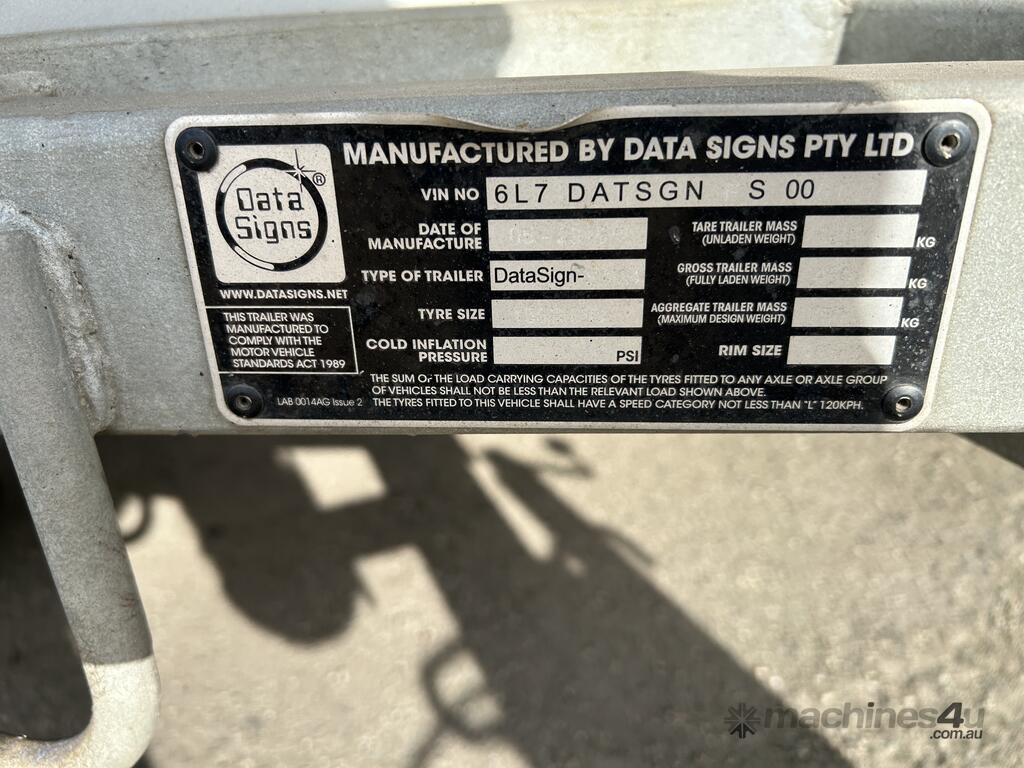 MANUFACTURED BY DATA SIGNS PTY LTD
Data
Signs
®
WWW.DATASIGNS.NET
THIS TRAILER WAS
MANUFACTURED TO
COMPLY WITH THE
MOTOR VEHICLE
STANDARDS ACT 1989
VIN NO 6L7 DATSGN S 00
DATE OF
MANUFACTURE
TYPE OF TRAILER DataSign-
TYRE SIZE
COLD INFLATION
PRESSURE PSI
TARE TRAILER MASS
(UNLADEN WEIGHT) KG
GROSS TRAILER MASS
(FULLY LADEN WEIGHT) KG
AGGREGATE TRAILER MASS
(MAXIMUM DESIGN WEIGHT) KG
RIM SIZE
THE SUM OF THE LOAD CARRYING CAPACITIES OF THE TYRES FITTED TO ANY AXLE OR AXLE GROUP
OF VEHICLES SHALL NOT BE LESS THAN THE RELEVANT LOAD SHOWN ABOVE.
LAB 0014AG Issue 2 THE TYRES FITTED TO THIS VEHICLE SHALL HAVE A SPEED CATEGORY NOT LESS THAN "L" 120KPH.
machines4u
.com.au